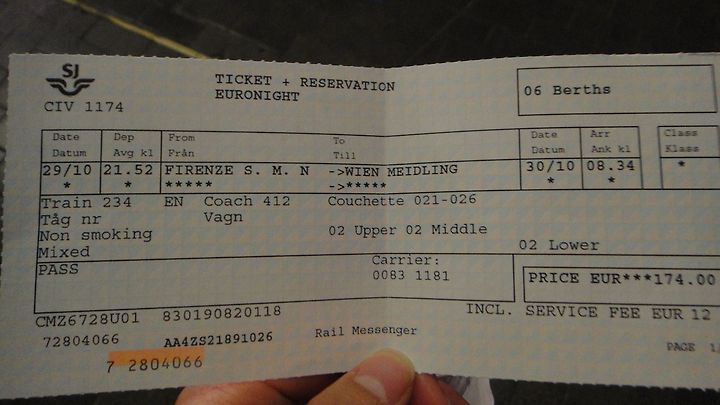 SJ
TICKET + RESERVATION
EURONIGHT
CIV 1174
06 Berths
Date Dep From To Date Arr Class
Datum Avg kl Från Till Datum Ank kl Klass
29/10 21.52 FIRENZE S. M. N ->WIEN MEIDLING 30/10 08.34 *
* * ***** ->***** * *
Train 234 EN Coach 412 Couchette 021-026
Tåg nr Vagn
Non smoking 02 Upper 02 Middle 02 Lower
Mixed
PASS Carrier:
0083 1181
PRICE EUR***174.00
CMZ6728U01 830190820118 INCL. SERVICE FEE EUR 12
72804066 AA4ZS21891026 Rail Messenger
PAGE
7 2804066